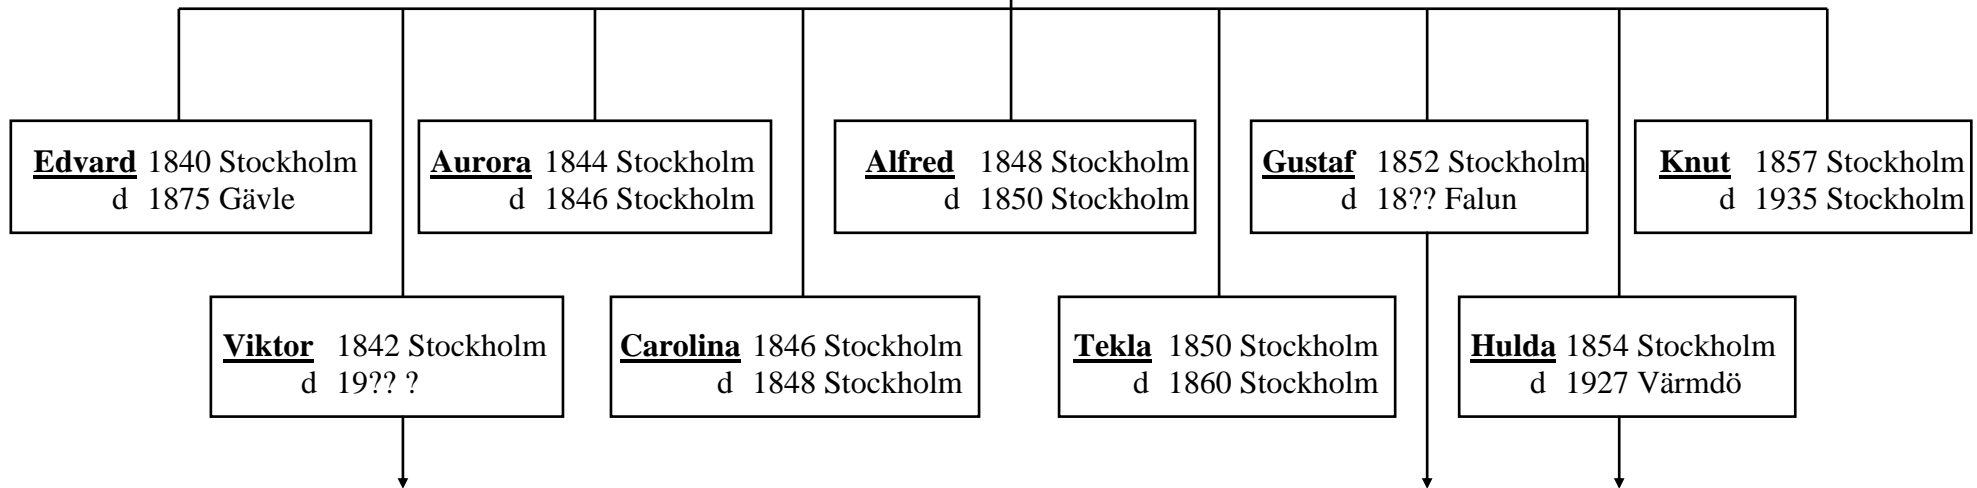 Edvard 1840 Stockholm
d 1875 Gävle
Aurora 1844 Stockholm
d 1846 Stockholm
Alfred 1848 Stockholm
d 1850 Stockholm
Gustaf 1852 Stockholm
d 18?? Falun
Knut 1857 Stockholm
d 1935 Stockholm
Viktor 1842 Stockholm
d 19?? ?
Carolina 1846 Stockholm
d 1848 Stockholm
Tekla 1850 Stockholm
d 1860 Stockholm
Hulda 1854 Stockholm
d 1927 Värmdö